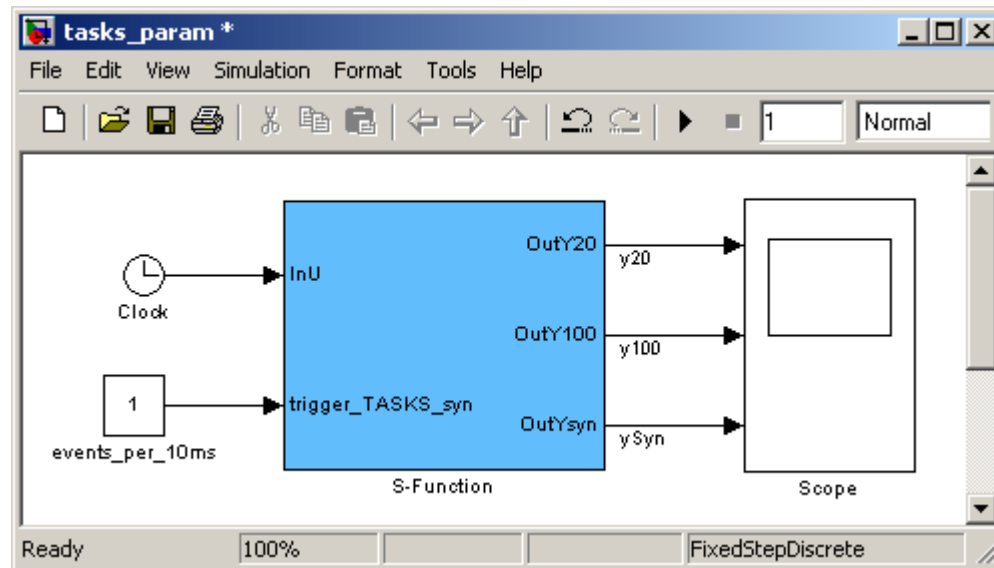 tasks_param *
File Edit View Simulation Format Tools Help
1 Normal
OutY20
y20
InU
Clock
OutY100
y100
1
trigger_TASKS_syn
OutYsyn
ySyn
events_per_10ms
S-Function
Scope
Ready 100% FixedStepDiscrete